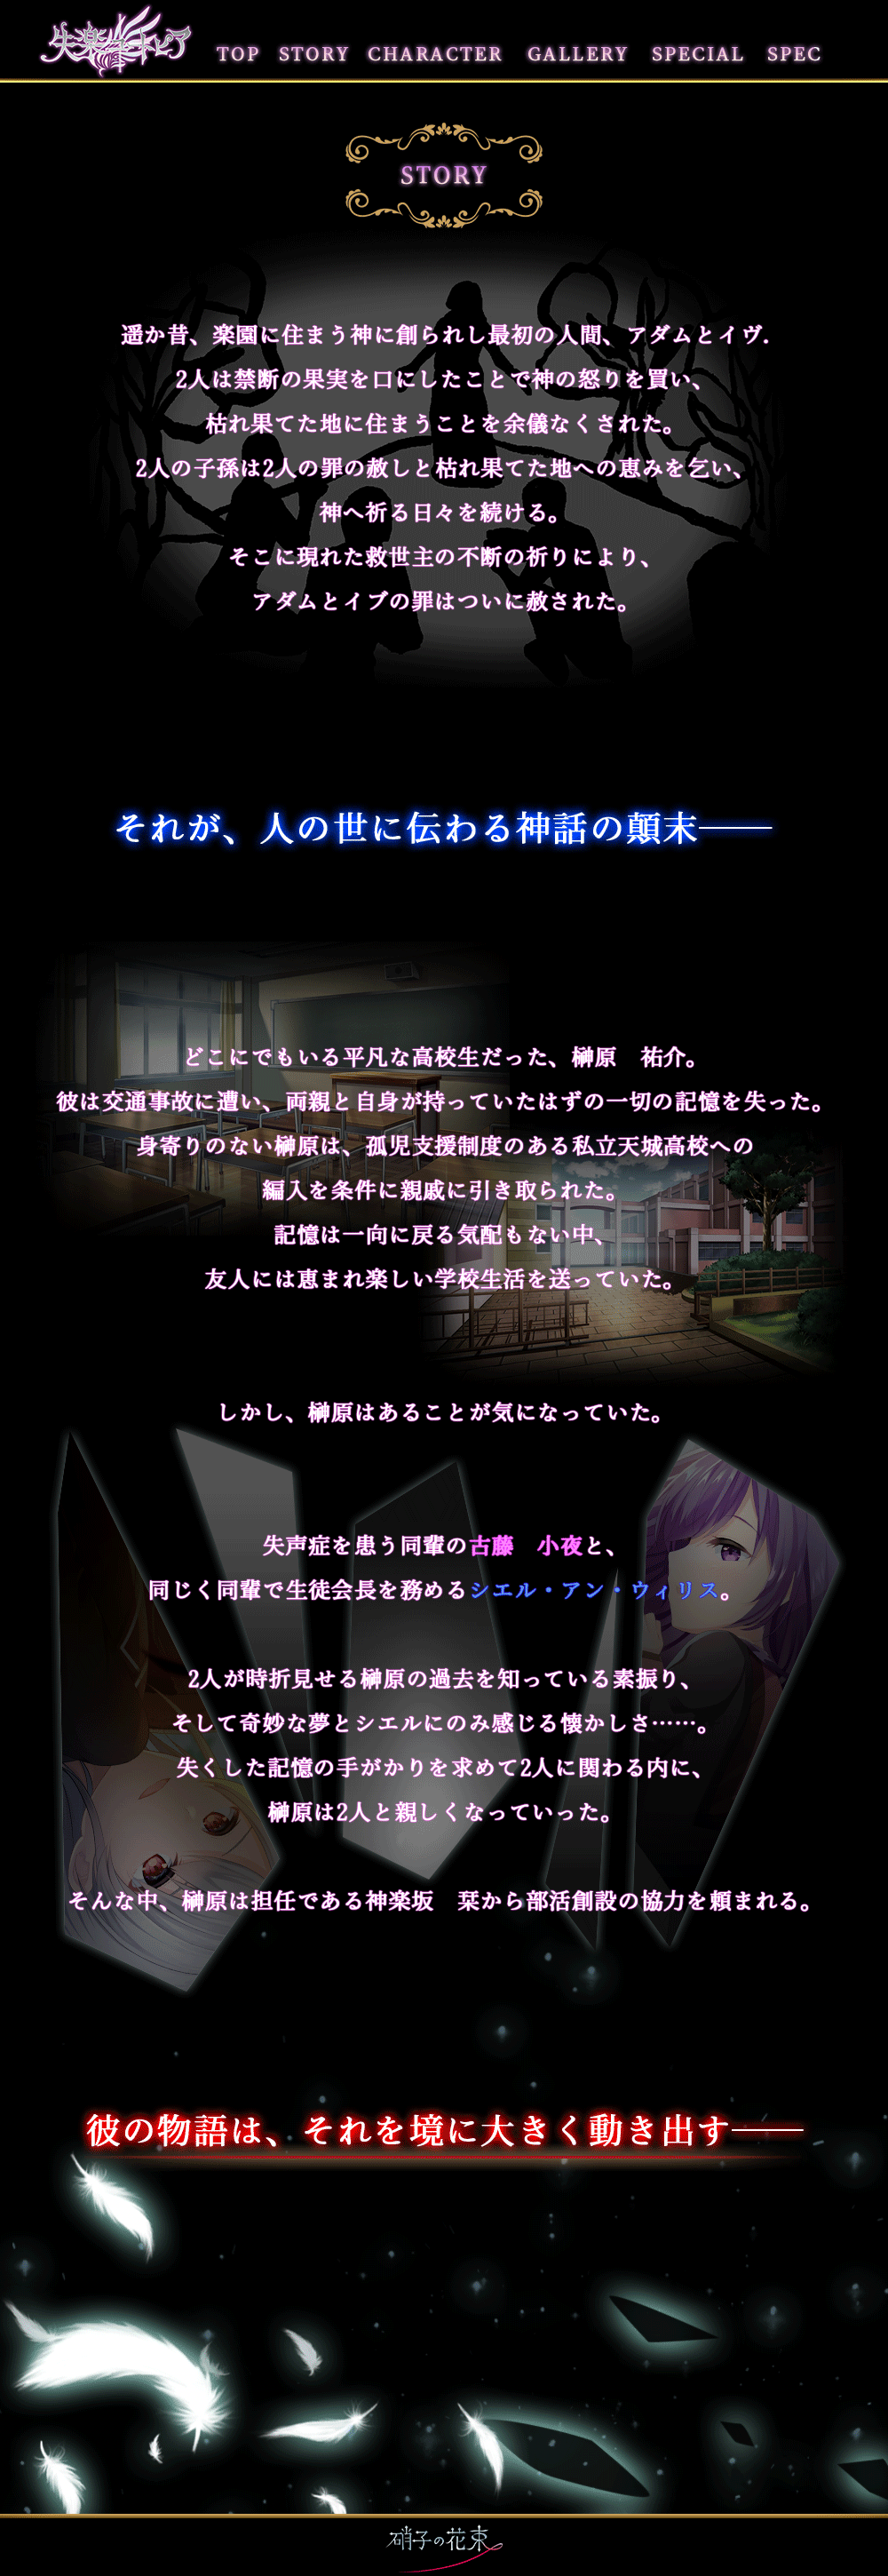 失楽ユートピア
TOP STORY CHARACTER GALLERY SPECIAL SPEC
STORY
遥か昔、楽園に住まう神に創られし最初の人間、アダムとイヴ.
2人は禁断の果実を口にしたことで神の怒りを買い、
枯れ果てた地に住まうことを余儀なくされた。
2人の子孫は2人の罪の赦しと枯れ果てた地への恵みを乞い、
神へ祈る日々を続ける。
そこに現れた救世主の不断の祈りにより、
アダムとイブの罪はついに赦された。
それが、人の世に伝わる神話の顛末――
どこにでもいる平凡な高校生だった、榊原　祐介。
彼は交通事故に遭い、両親と自身が持っていたはずの一切の記憶を失った。
身寄りのない榊原は、孤児支援制度のある私立天城高校への
編入を条件に親戚に引き取られた。
記憶は一向に戻る気配もない中、
友人には恵まれ楽しい学校生活を送っていた。
しかし、榊原はあることが気になっていた。
失声症を患う同輩の古藤　小夜と、
同じく同輩で生徒会長を務めるシエル・アン・ウィリス。
2人が時折見せる榊原の過去を知っている素振り、
そして奇妙な夢とシエルにのみ感じる懐かしさ……。
失くした記憶の手がかりを求めて2人に関わる内に、
榊原は2人と親しくなっていった。
そんな中、榊原は担任である神楽坂　栞から部活創設の協力を頼まれる。
彼の物語は、それを境に大きく動き出す――
硝子の花束